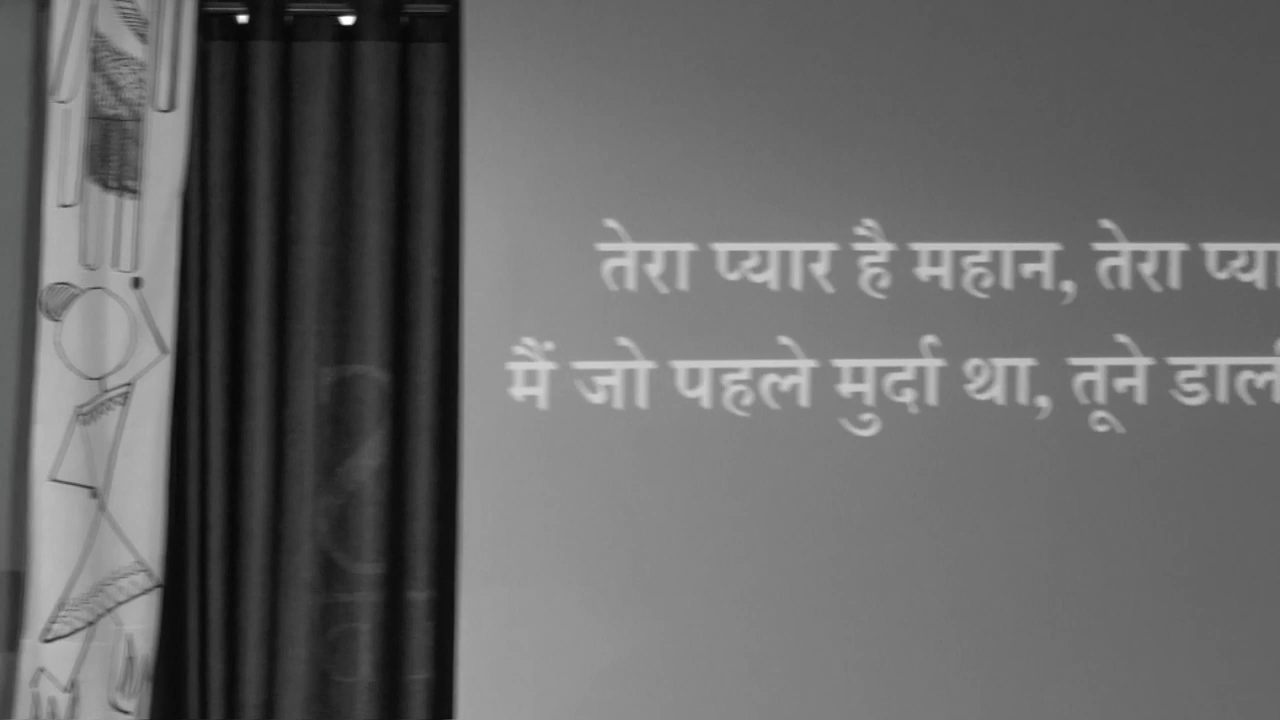 तेरा प्यार है महान, तेरा
मैं जो पहले मुर्दा था, तूने